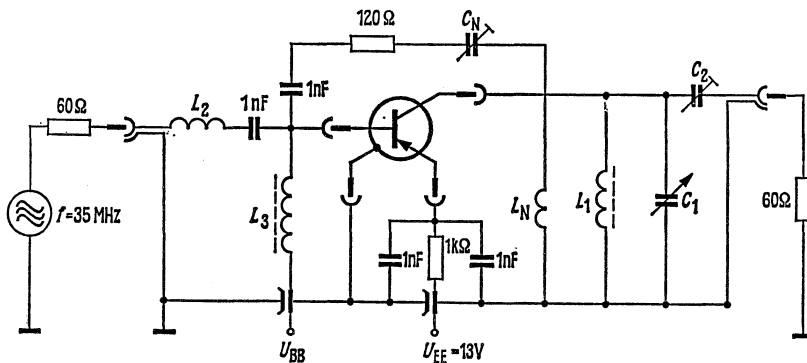 120 Ω
C_N
1nF
C_2
60Ω
L_2
1nF
f=35 MHz
L_3
L_N
L_1
C_1
60Ω
1nF
1kΩ
1nF
U_BB
U_EE = 13V